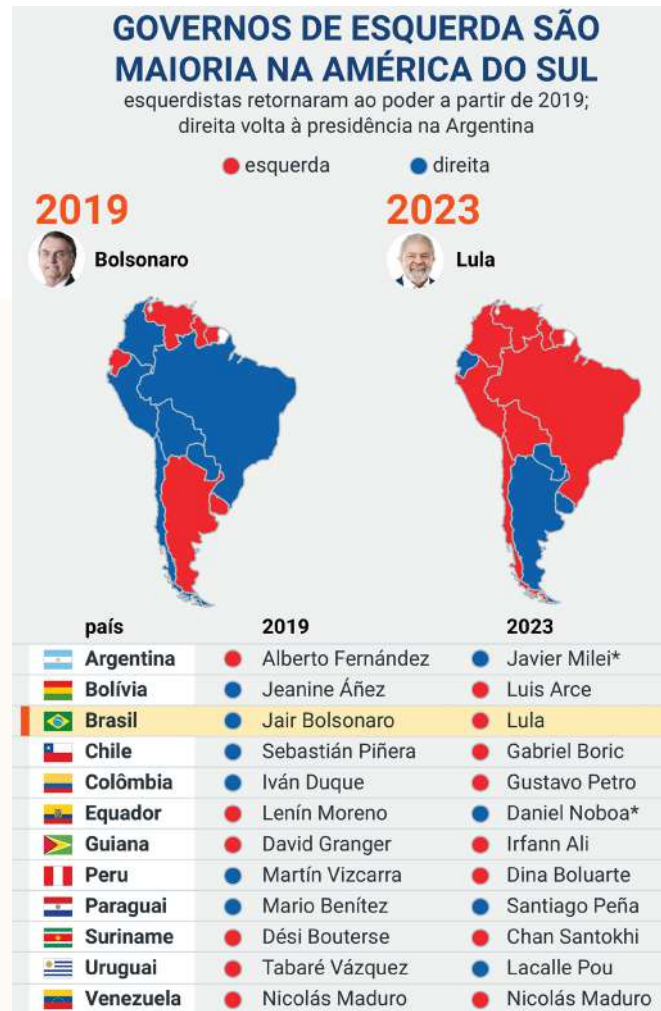 GOVERNOS DE ESQUERDA SÃO
MAIORIA NA AMÉRICA DO SUL
esquerdistas retornaram ao poder a partir de 2019;
direita volta à presidência na Argentina
esquerda direita
2019 2023
Bolsonaro Lula
país 2019 2023
Argentina Alberto Fernández Javier Milei*
Bolívia Jeanine Áñez Luis Arce
Brasil Jair Bolsonaro Lula
Chile Sebastián Piñera Gabriel Boric
Colômbia Iván Duque Gustavo Petro
Equador Lenín Moreno Daniel Noboa*
Guiana David Granger Irfann Ali
Peru Martín Vizcarra Dina Boluarte
Paraguai Mario Benítez Santiago Peña
Suriname Dési Bouterse Chan Santokhi
Uruguai Tabaré Vázquez Lacalle Pou
Venezuela Nicolás Maduro Nicolás Maduro